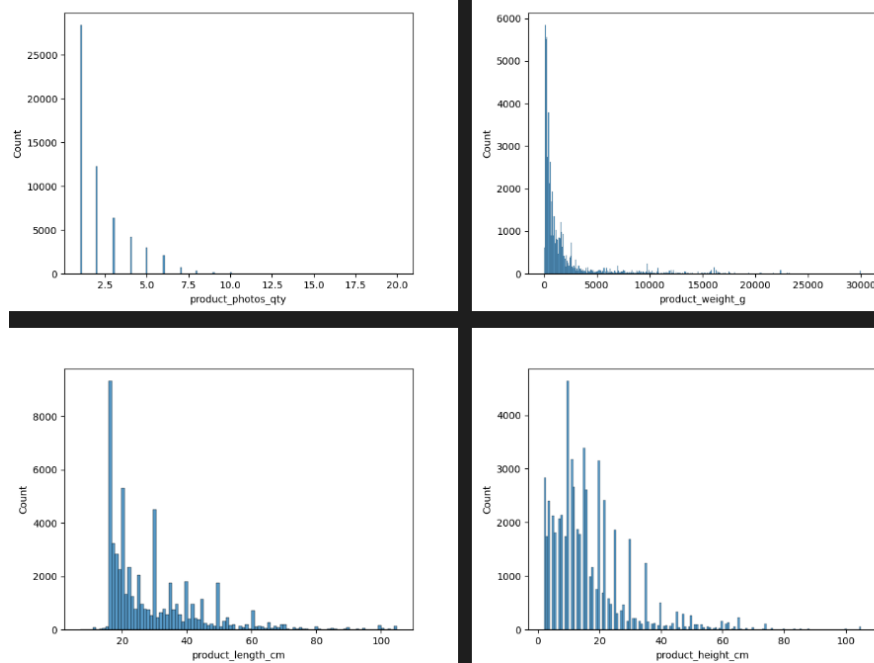 25000
20000
15000
10000
5000
0
Count
2.5 5.0 7.5 10.0 12.5 15.0 17.5 20.0
product_photos_qty
6000
5000
4000
3000
2000
1000
0
Count
0 5000 10000 15000 20000 25000 30000
product_weight_g
8000
6000
4000
2000
0
Count
20 40 60 80 100
product_length_cm
4000
3000
2000
1000
0
Count
0 20 40 60 80 100
product_height_cm